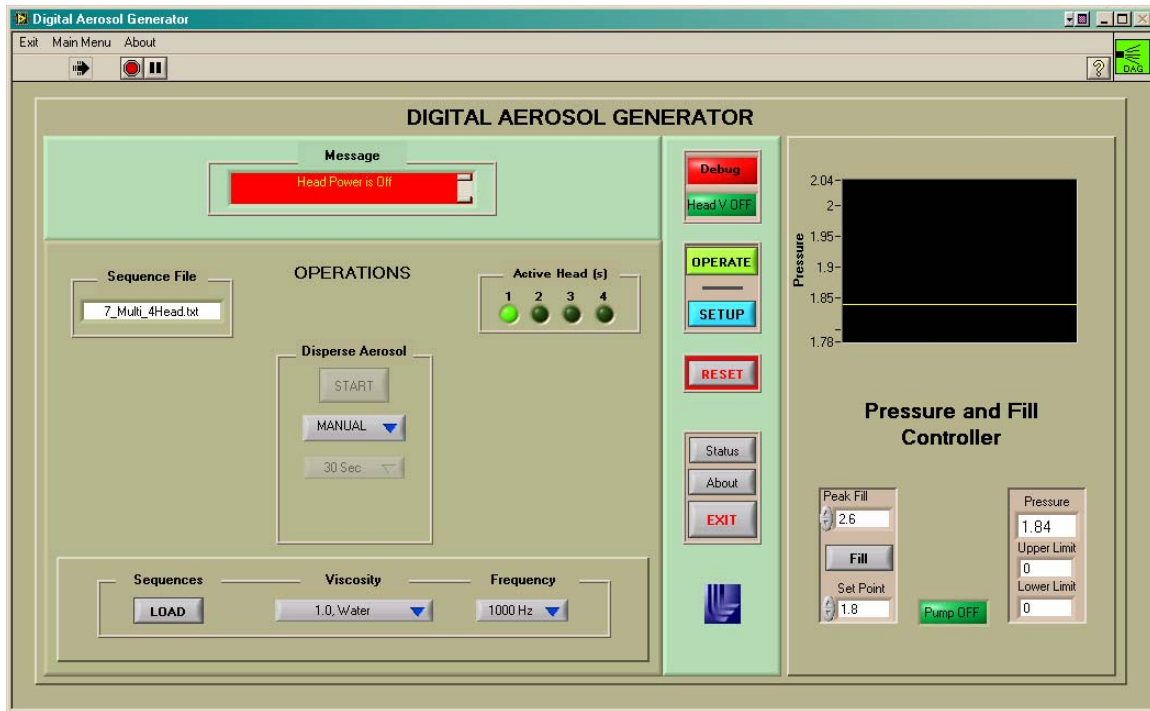 Digital Aerosol Generator
Exit Main Menu About
?
DAG
DIGITAL AEROSOL GENERATOR
Message
Head Power is Off
Sequence File
7_Multi_4Head.txt
OPERATIONS
Active Head (s)
1 2 3 4
Disperse Aerosol
START
MANUAL
30 Sec
Sequences
LOAD
Viscosity
1.0, Water
Frequency
1000 Hz
Debug
Head V OFF
OPERATE
SETUP
RESET
Status
About
EXIT
Pressure
2.04
2
1.95
1.9
1.85
1.78
Pressure and Fill
Controller
Peak Fill
2.6
Fill
Set Point
1.8
Pump OFF
Pressure
1.84
Upper Limit
0
Lower Limit
0